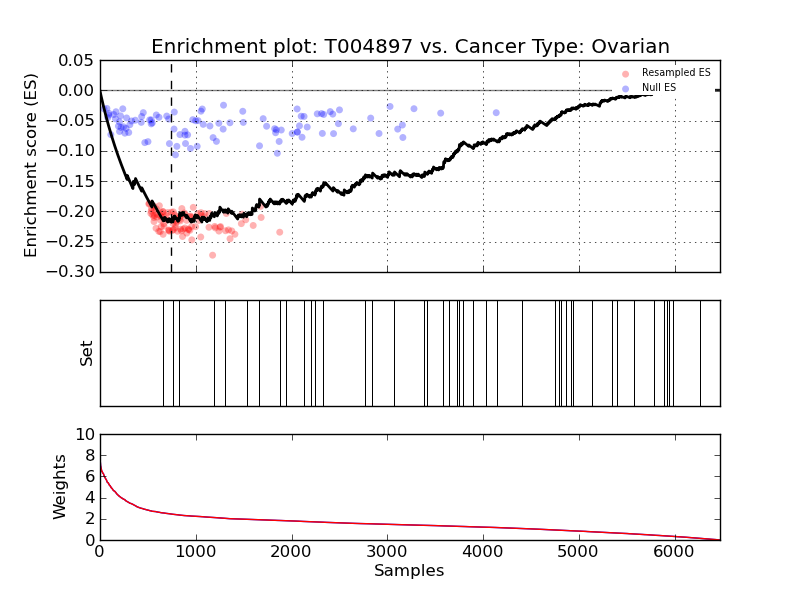 Enrichment plot: T004897 vs. Cancer Type: Ovarian
Enrichment score (ES)
0.05
0.00
−0.05
−0.10
−0.15
−0.20
−0.25
−0.30
Resampled ES
Null ES
Set
Weights
10
8
6
4
2
0
0 1000 2000 3000 4000 5000 6000
Samples